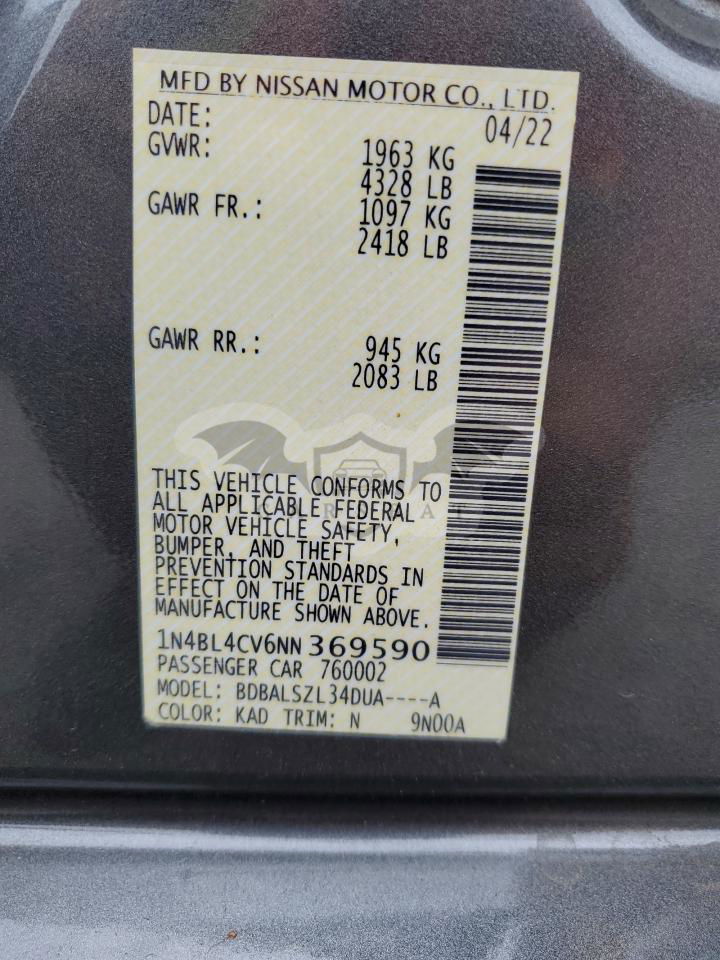 MFD BY NISSAN MOTOR CO., LTD.
DATE: 04/22
GVWR: 1963 KG
4328 LB
GAWR FR.: 1097 KG
2418 LB
GAWR RR.: 945 KG
2083 LB
THIS VEHICLE CONFORMS TO
ALL APPLICABLE FEDERAL
MOTOR VEHICLE SAFETY,
BUMPER, AND THEFT
PREVENTION STANDARDS IN
EFFECT ON THE DATE OF
MANUFACTURE SHOWN ABOVE.
1N4BL4CV6NN369590
PASSENGER CAR 760002
MODEL: BDBALSZL34DUA----A
COLOR: KAD TRIM: N 9N00A